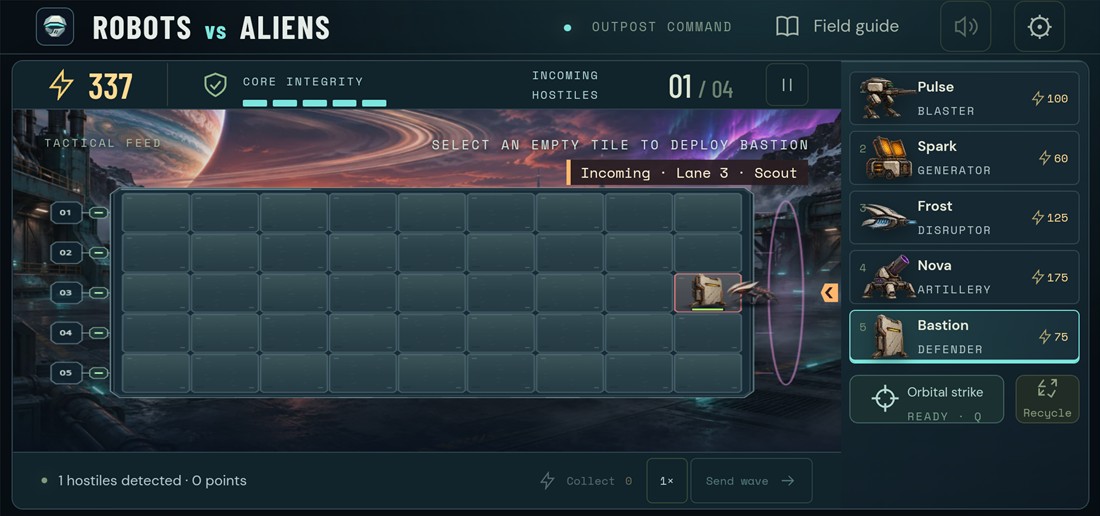 ROBOTS vs ALIENS
OUTPOST COMMAND
Field guide
337
CORE INTEGRITY
INCOMING
HOSTILES
01 / 04
TACTICAL FEED
SELECT AN EMPTY TILE TO DEPLOY BASTION
Incoming · Lane 3 · Scout
01
02
03
04
05
Pulse
BLASTER
100
2
Spark
GENERATOR
60
3
Frost
DISRUPTOR
125
4
Nova
ARTILLERY
175
5
Bastion
DEFENDER
75
Orbital strike
READY · Q
Recycle
1 hostiles detected · 0 points
Collect 0
1×
Send wave →